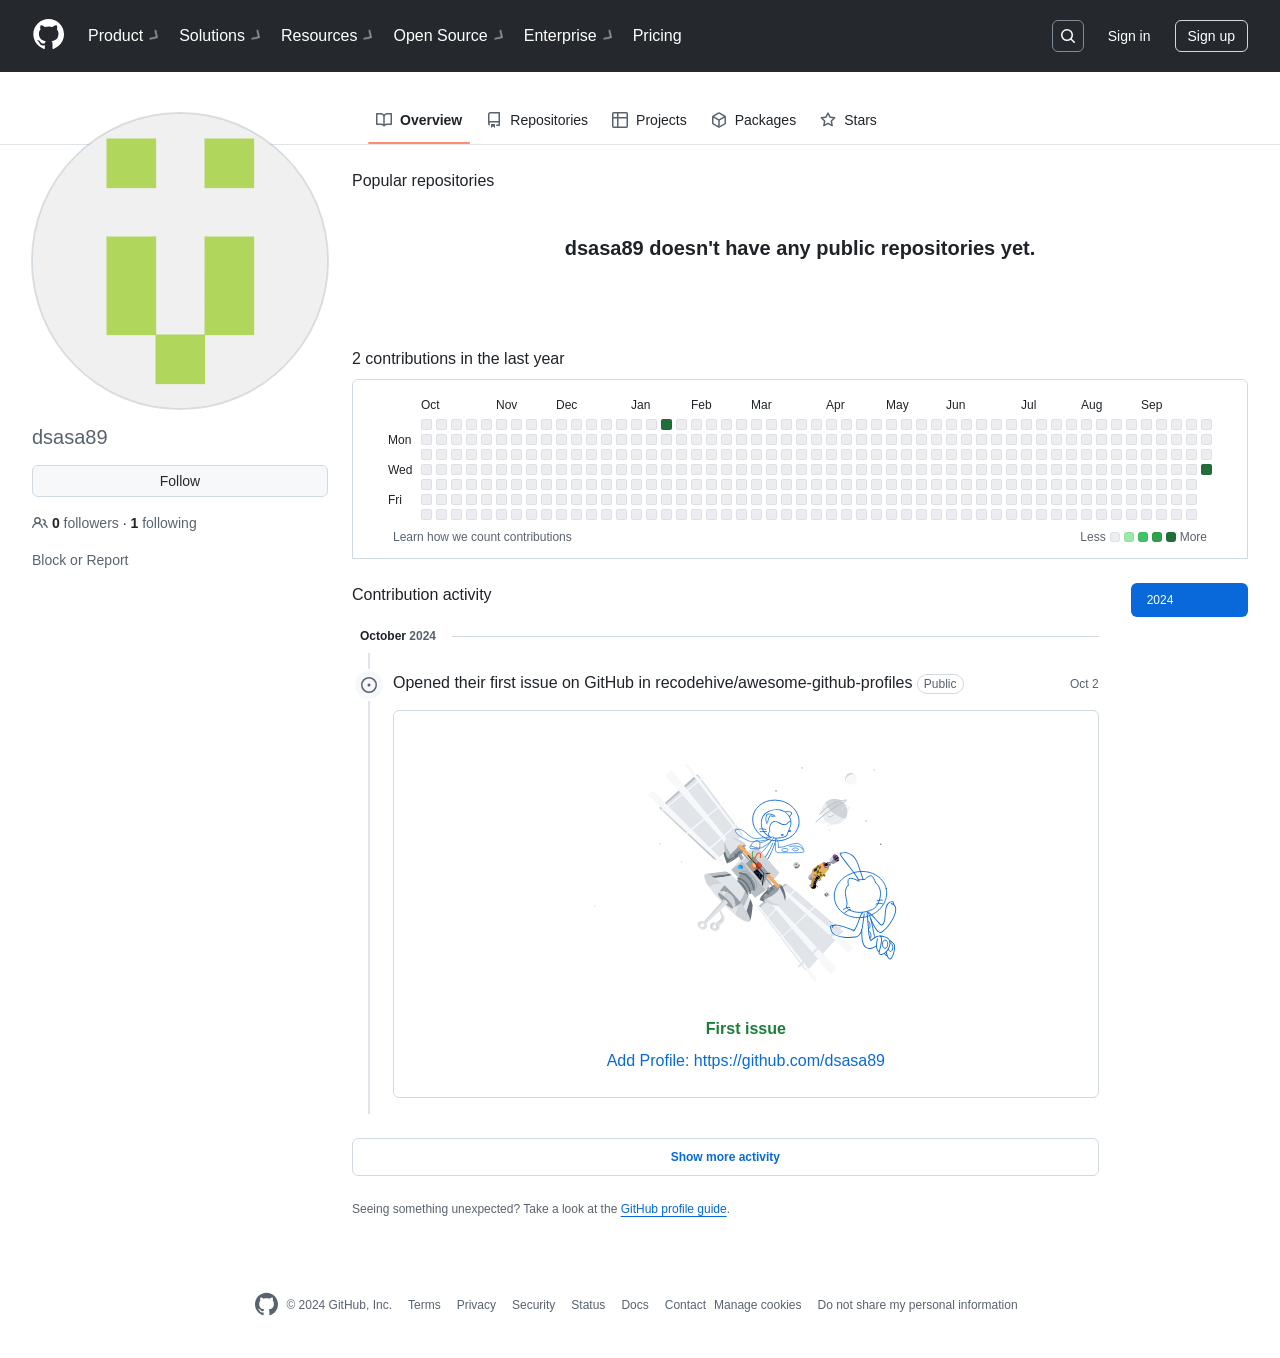 Product Solutions Resources Open Source Enterprise Pricing Sign in Sign up
Overview Repositories Projects Packages Stars
dsasa89
Follow
0 followers · 1 following
Block or Report
Popular repositories
dsasa89 doesn't have any public repositories yet.
2 contributions in the last year
Oct Nov Dec Jan Feb Mar Apr May Jun Jul Aug Sep
Mon
Wed
Fri
Learn how we count contributions Less More
Contribution activity
2024
October 2024
Opened their first issue on GitHub in recodehive/awesome-github-profiles Public Oct 2
First issue
Add Profile: https://github.com/dsasa89
Show more activity
Seeing something unexpected? Take a look at the GitHub profile guide.
© 2024 GitHub, Inc. Terms Privacy Security Status Docs Contact Manage cookies Do not share my personal information